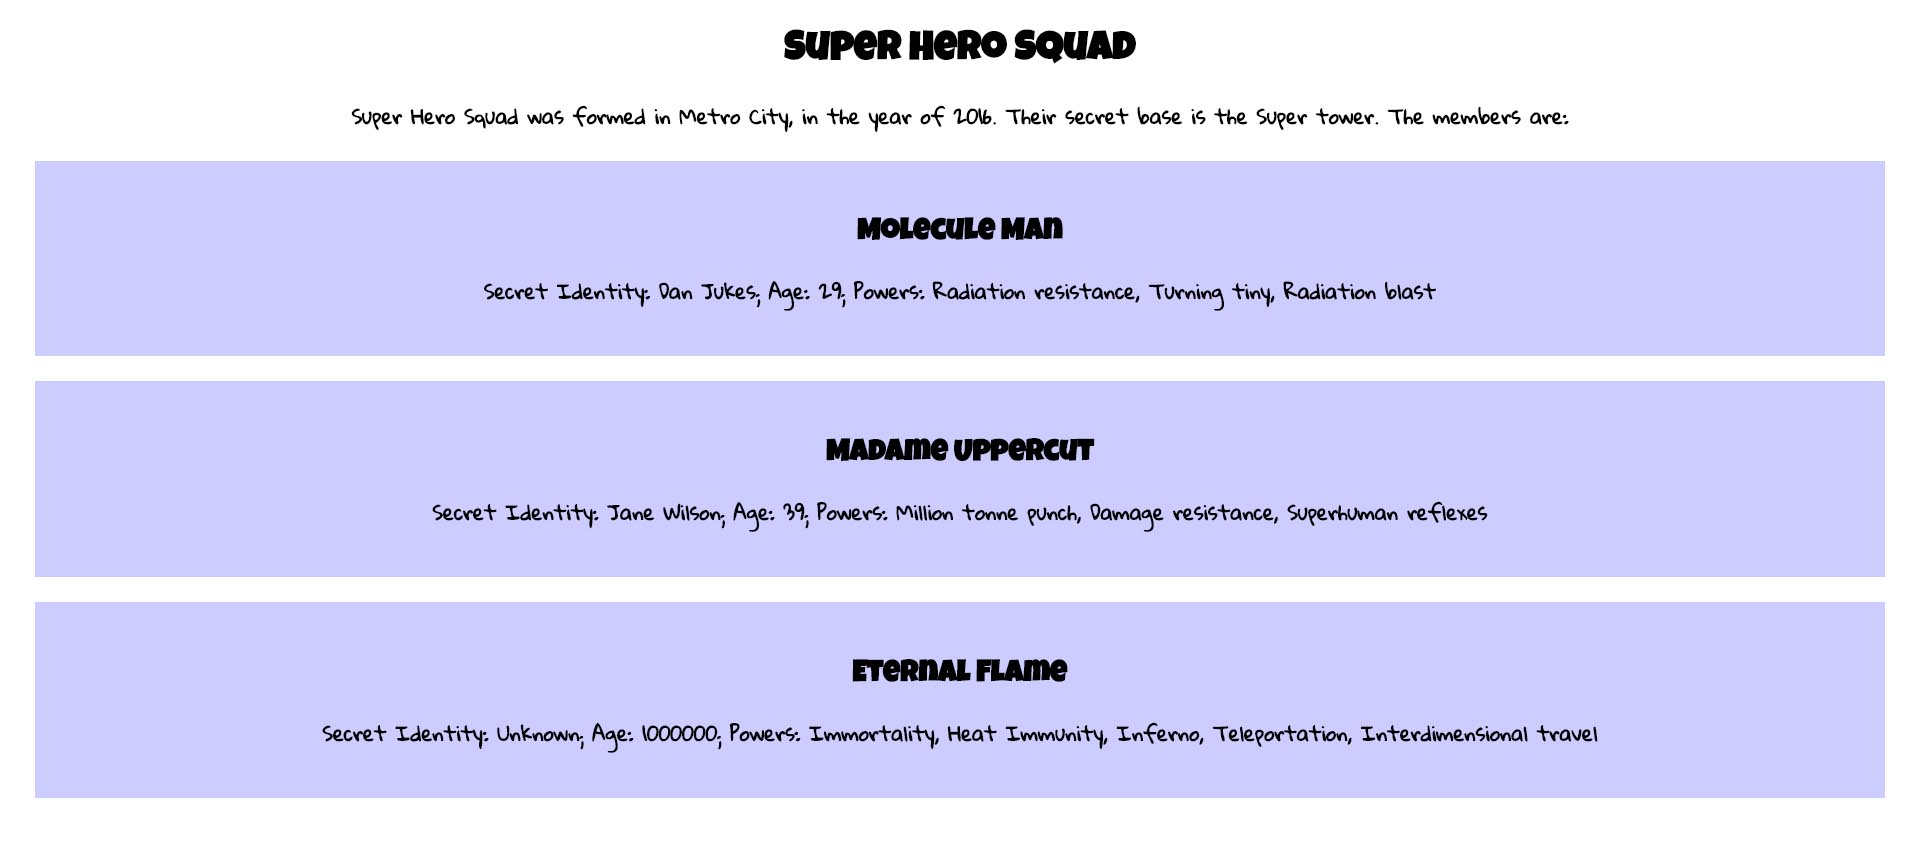 Super Hero Squad
Super Hero Squad was formed in Metro City, in the year of 2016. Their secret base is the Super tower. The members are:
Molecule Man
Secret Identity: Dan Jukes; Age: 29; Powers: Radiation resistance, Turning tiny, Radiation blast
Madame Uppercut
Secret Identity: Jane Wilson; Age: 39; Powers: Million tonne punch, Damage resistance, Superhuman reflexes
Eternal Flame
Secret Identity: Unknown; Age: 1000000; Powers: Immortality, Heat Immunity, Inferno, Teleportation, Interdimensional travel